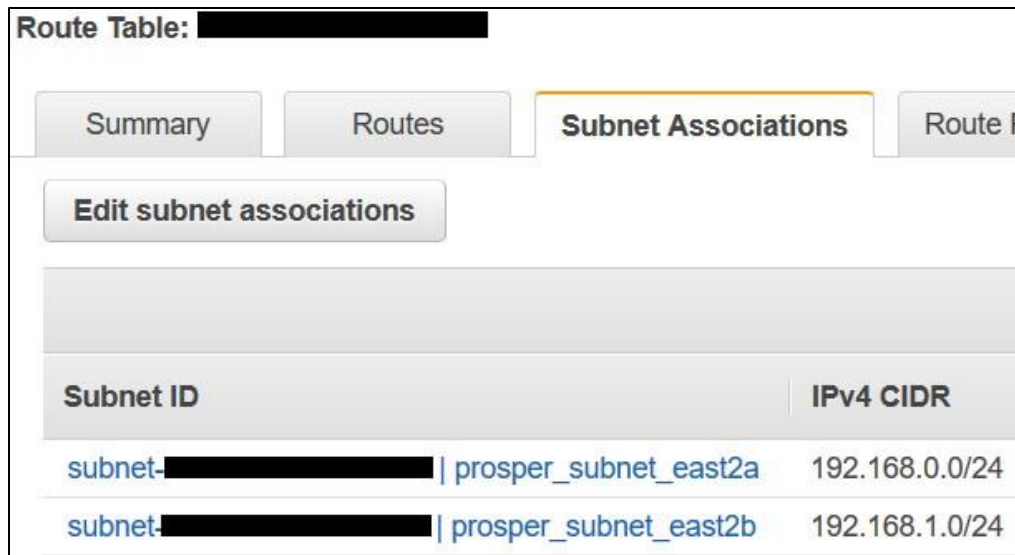 Route Table:
Summary Routes Subnet Associations Route
Edit subnet associations
Subnet ID IPv4 CIDR
subnet- | prosper_subnet_east2a 192.168.0.0/24
subnet- | prosper_subnet_east2b 192.168.1.0/24